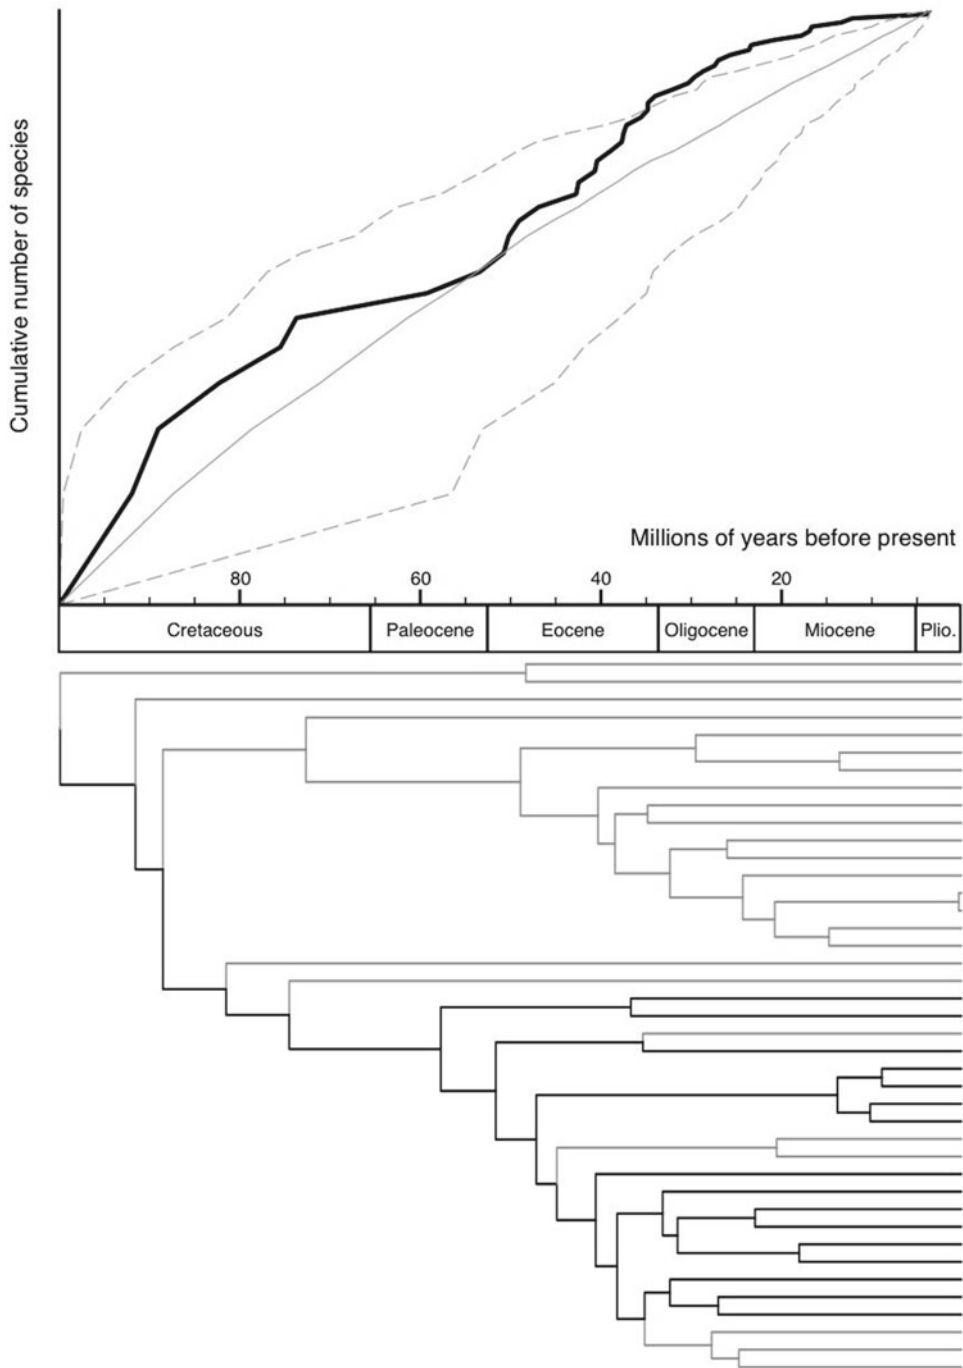 Cumulative number of species
Millions of years before present
80 60 40 20
Cretaceous Paleocene Eocene Oligocene Miocene Plio.